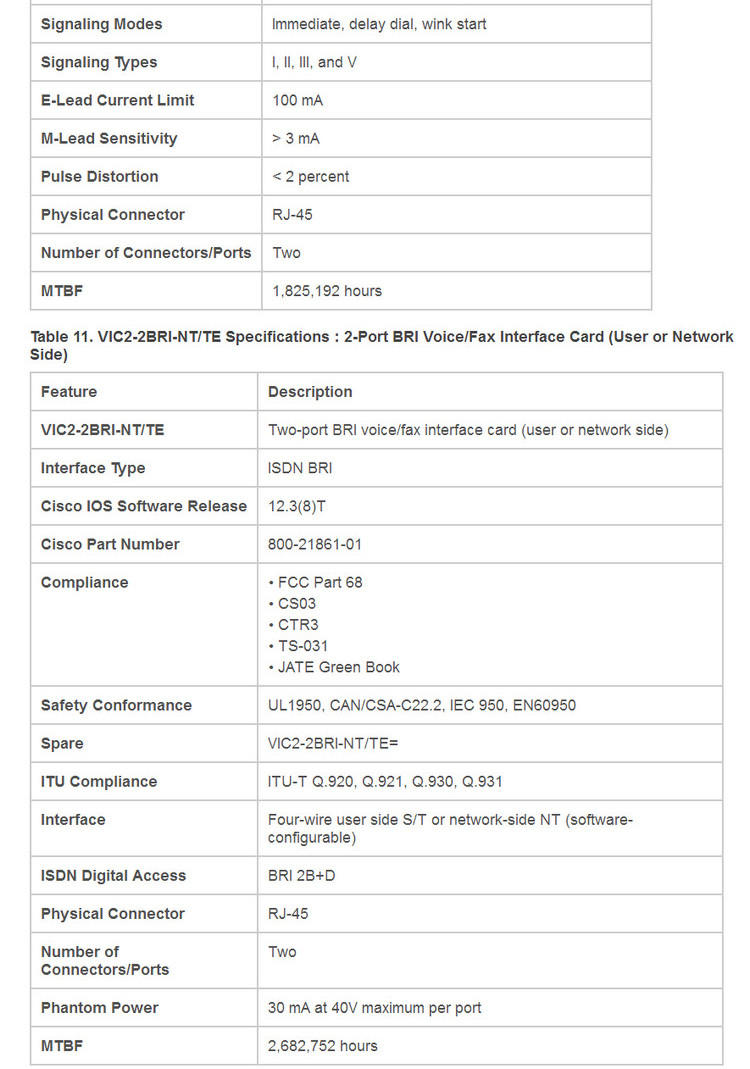 Signaling Modes Immediate, delay dial, wink start
Signaling Types I, II, III, and V
E-Lead Current Limit 100 mA
M-Lead Sensitivity > 3 mA
Pulse Distortion < 2 percent
Physical Connector RJ-45
Number of Connectors/Ports Two
MTBF 1,825,192 hours
Table 11. VIC2-2BRI-NT/TE Specifications : 2-Port BRI Voice/Fax Interface Card (User or Network
Side)
Feature Description
VIC2-2BRI-NT/TE Two-port BRI voice/fax interface card (user or network side)
Interface Type ISDN BRI
Cisco IOS Software Release 12.3(8)T
Cisco Part Number 800-21861-01
Compliance • FCC Part 68
• CS03
• CTR3
• TS-031
• JATE Green Book
Safety Conformance UL1950, CAN/CSA-C22.2, IEC 950, EN60950
Spare VIC2-2BRI-NT/TE=
ITU Compliance ITU-T Q.920, Q.921, Q.930, Q.931
Interface Four-wire user side S/T or network-side NT (software-
configurable)
ISDN Digital Access BRI 2B+D
Physical Connector RJ-45
Number of Two
Connectors/Ports
Phantom Power 30 mA at 40V maximum per port
MTBF 2,682,752 hours